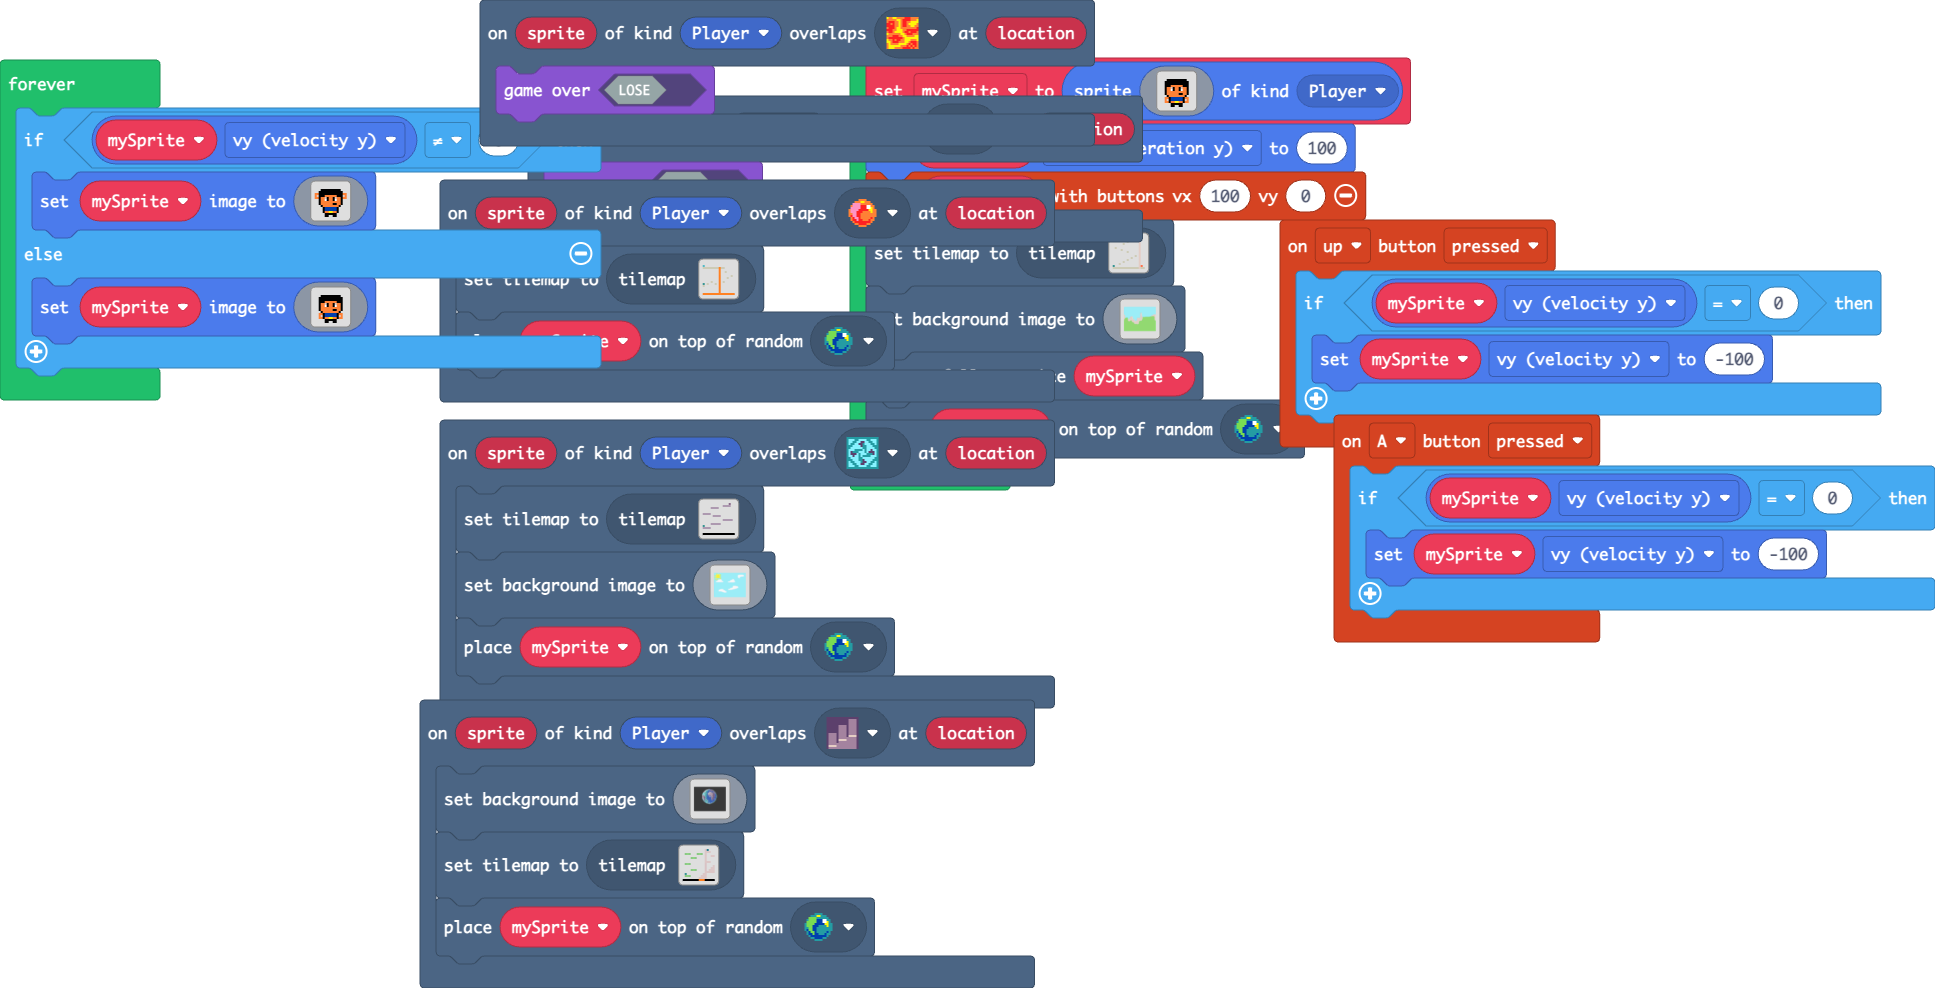 forever
if mySprite vy (velocity y) ≠
set mySprite image to
else
set mySprite image to
on sprite of kind Player overlaps at location
game over LOSE
on sprite of kind Player overlaps at location
tilemap
on top of random
on sprite of kind Player overlaps at location
set tilemap to tilemap
set background image to
place mySprite on top of random
on sprite of kind Player overlaps at location
set background image to
set tilemap to tilemap
place mySprite on top of random
set mySprite to sprite of kind Player
to 100
with buttons vx 100 vy 0
set tilemap to tilemap
background image to
mySprite
on top of random
on up button pressed
if mySprite vy (velocity y) = 0 then
set mySprite vy (velocity y) to -100
on A button pressed
if mySprite vy (velocity y) = 0 then
set mySprite vy (velocity y) to -100